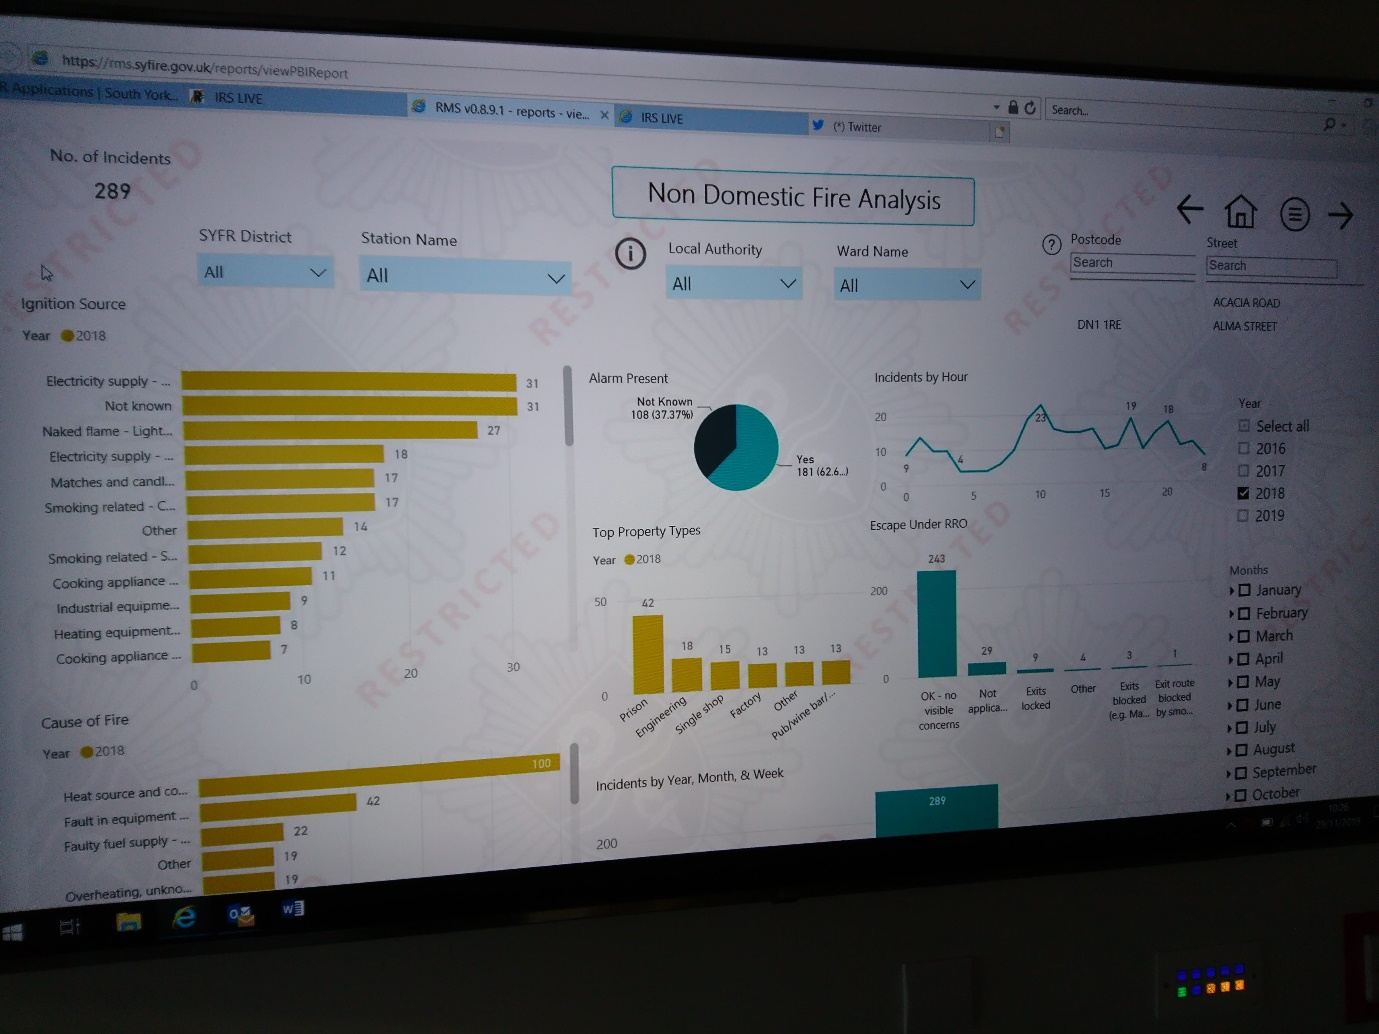 https://rms.syfire.gov.uk/reports/viewPBIReport
Search...
R Applications | South York...
IRS LIVE
RMS v0.8.9.1 - reports - vie...
IRS LIVE
(*) Twitter
No. of Incidents
289
Non Domestic Fire Analysis
SYFR District
All
Station Name
All
Local Authority
All
Ward Name
All
Postcode
Search
DN1 1RE
Street
Search
ACACIA ROAD
ALMA STREET
Ignition Source
Year 2018
Electricity supply - ... 31
Not known 31
Naked flame - Light... 27
Electricity supply - ... 18
Matches and candl... 17
Smoking related - C... 17
Other 14
Smoking related - S... 12
Cooking appliance ... 11
Industrial equipme... 9
Heating equipment... 8
Cooking appliance ... 7
0 10 20 30
Alarm Present
Not Known
108 (37.37%)
Yes
181 (62.6...)
Incidents by Hour
20
10
0
9 4 23 19 18 8
0 5 10 15 20
Year
Select all
2016
2017
2018
2019
Top Property Types
Year 2018
50
0
42 18 15 13 13 13
Prison
Engineering
Single shop
Factory
Other
Pub/wine bar/...
Escape Under RRO
200
0
243 29 9 4 3 1
OK - no
visible
concerns
Not
applica...
Exits
locked
Other
Exits
blocked
(e.g. Ma...
Exit route
blocked
by smo...
Months
January
February
March
April
May
June
July
August
September
October
Cause of Fire
Year 2018
Heat source and co... 100
Fault in equipment ... 42
Faulty fuel supply - ... 22
Other 19
Overheating, unkno... 19
Incidents by Year, Month, & Week
200
289
RESTRICTED
RESTRICTED
RESTRICTED
RESTRICTED
RESTRICTED
10:26